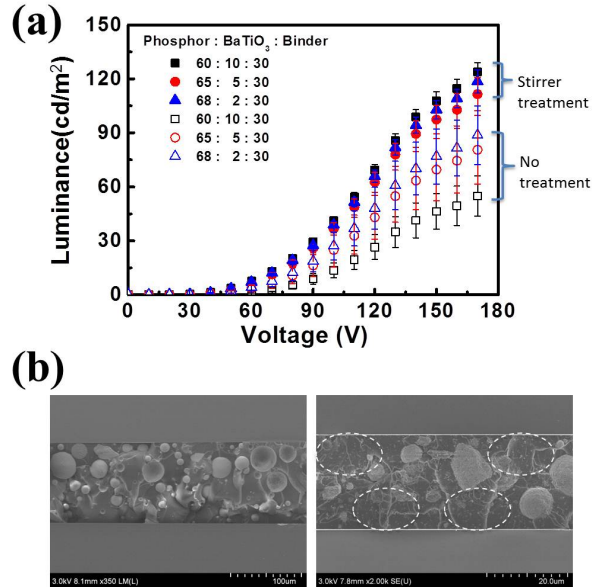 (a)
Luminance(cd/m²)
150
120
90
60
30
0
Phosphor : BaTiO₃ : Binder
60 : 10 : 30
65 : 5 : 30
68 : 2 : 30
60 : 10 : 30
65 : 5 : 30
68 : 2 : 30
Stirrer
treatment
No
treatment
0 30 60 90 120 150 180
Voltage (V)
(b)
3.0kV 8.1mm x350 LM(L) 100um
3.0kV 7.8mm x2.00k SE(U) 20.0um